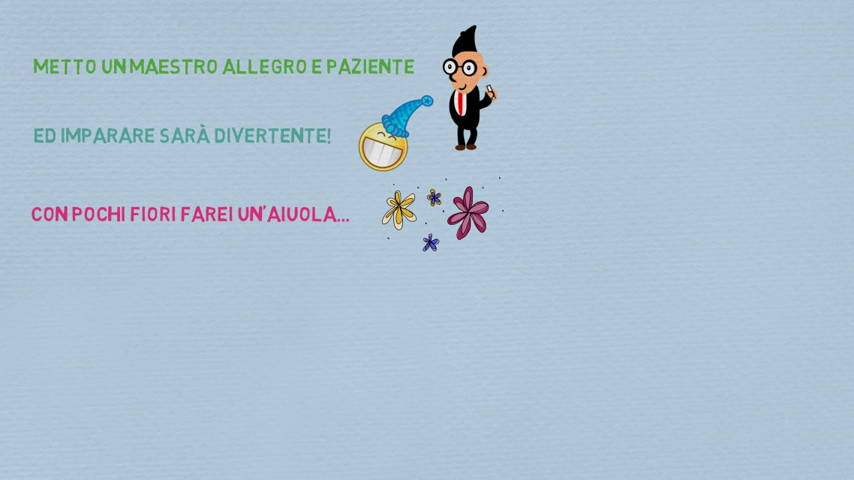 METTO UN MAESTRO ALLEGRO E PAZIENTE
ED IMPARARE SARÀ DIVERTENTE!
CON POCHI FIORI FAREI UN'AIUOLA...